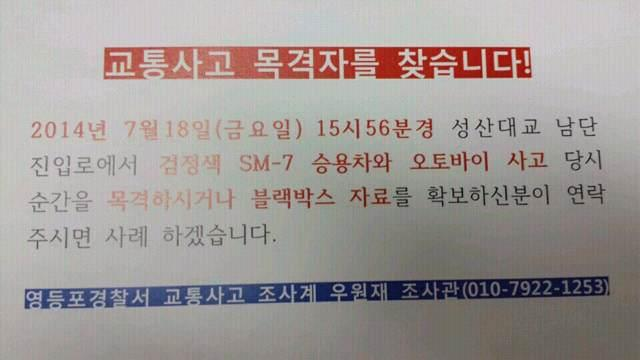 교통사고 목격자를 찾습니다!
2014년 7월18일(금요일) 15시56분경 성산대교 남단
진입로에서 검정색 SM-7 승용차와 오토바이 사고 당시
순간을 목격하시거나 블랙박스 자료를 확보하신분이 연락
주시면 사례 하겠습니다.
영등포경찰서 교통사고 조사계 우원재 조사관(010-7922-1253)